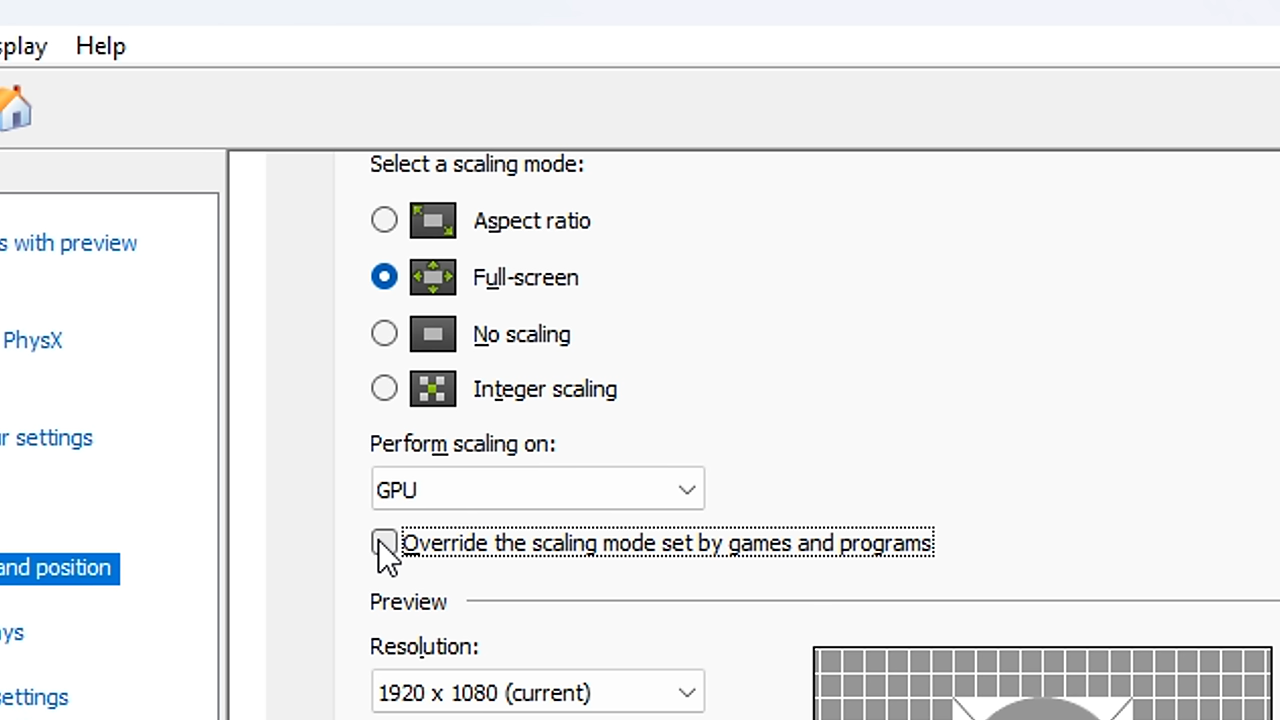 splay Help
Select a scaling mode:
s with preview
Aspect ratio
Full-screen
PhysX
No scaling
Integer scaling
ur settings
Perform scaling on:
GPU
Override the scaling mode set by games and programs
and position
Preview
ays
Resolution:
settings
1920 x 1080 (current)